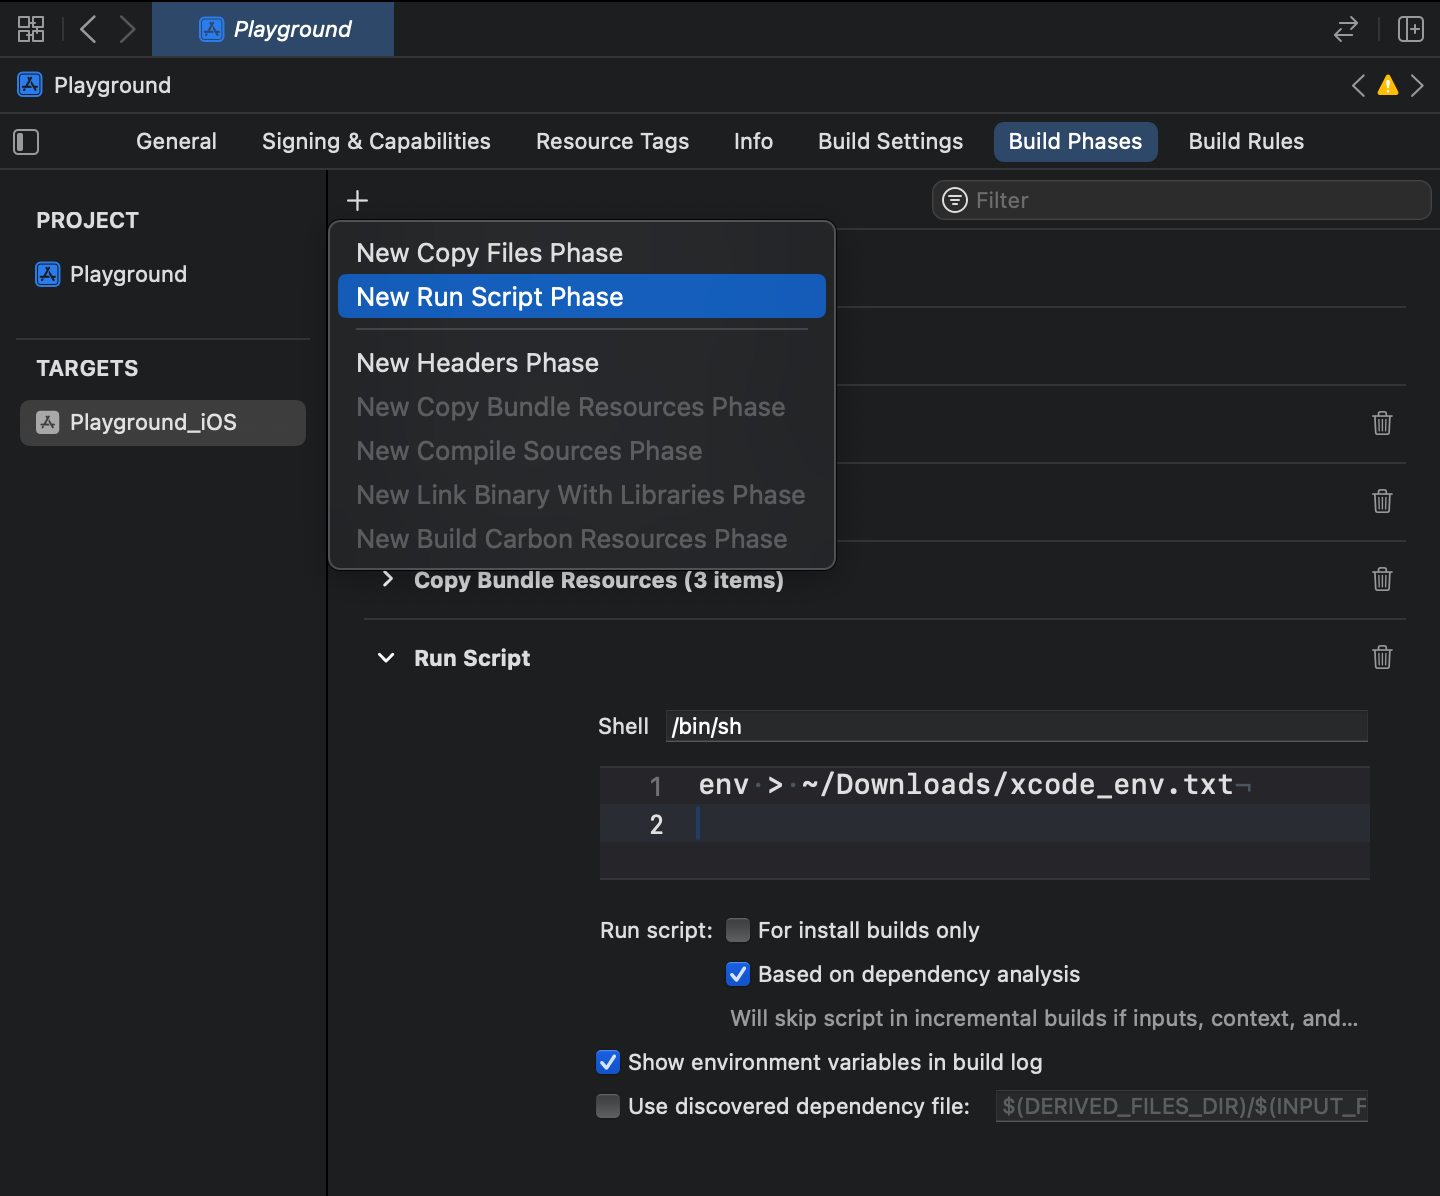 Playground
Playground
General Signing & Capabilities Resource Tags Info Build Settings Build Phases Build Rules
PROJECT
Playground
TARGETS
Playground_iOS
Filter
New Copy Files Phase
New Run Script Phase
New Headers Phase
New Copy Bundle Resources Phase
New Compile Sources Phase
New Link Binary With Libraries Phase
New Build Carbon Resources Phase
Copy Bundle Resources (3 items)
Run Script
Shell /bin/sh
1 env > ~/Downloads/xcode_env.txt¬
2
Run script: For install builds only
Based on dependency analysis
Will skip script in incremental builds if inputs, context, and...
Show environment variables in build log
Use discovered dependency file: $(DERIVED_FILES_DIR)/$(INPUT_F